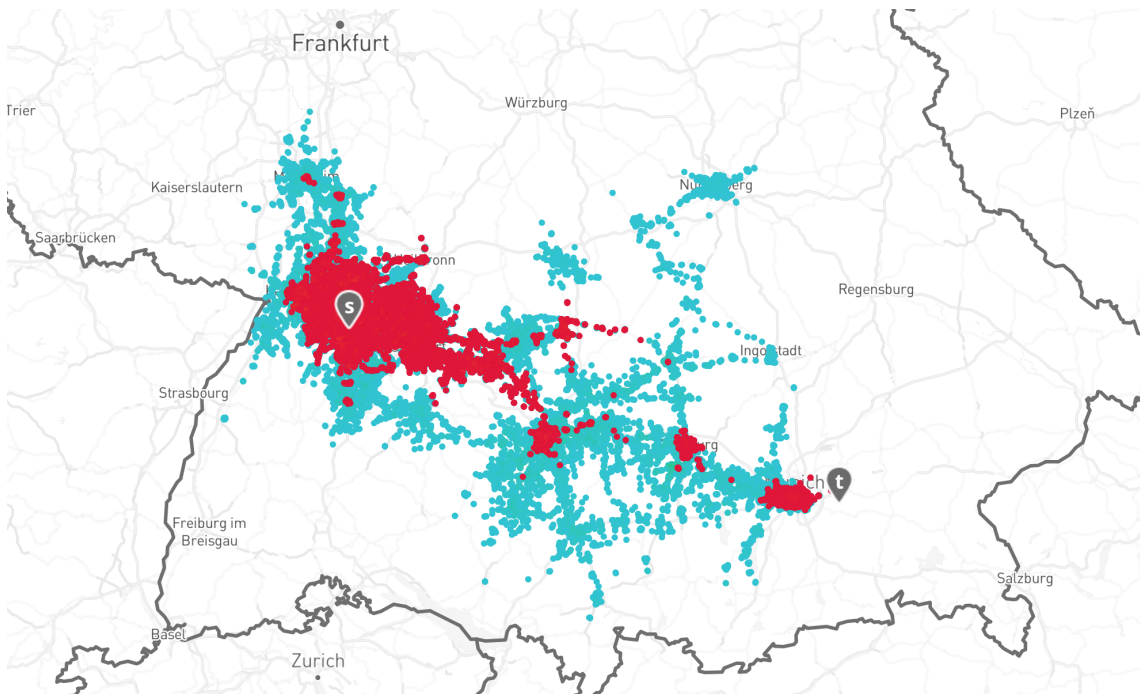 Frankfurt
Würzburg
Trier
Plzeň
Kaiserslautern
Saarbrücken
Regensburg
s
Ingolstadt
Strasbourg
t
Freiburg im
Breisgau
Salzburg
Basel
Zurich